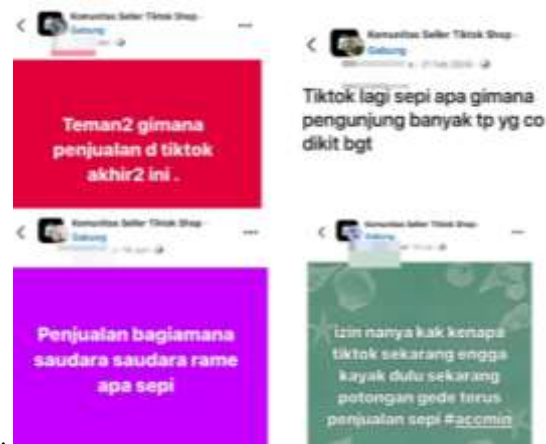 Komunitas Seller Tiktok Shop
Gabung
Teman2 gimana
penjualan d tiktok
akhir2 ini .
Komunitas Seller Tiktok Shop
Gabung
Tiktok lagi sepi apa gimana
pengunjung banyak tp yg co
dikit bgt
Komunitas Seller Tiktok Shop
Gabung
Penjualan bagiamana
saudara saudara rame
apa sepi
Komunitas Seller Tiktok Shop
Gabung
izin nanya kak kenapa
tiktok sekarang engga
kayak dulu sekarang
potongan gede terus
penjualan sepi #accmin